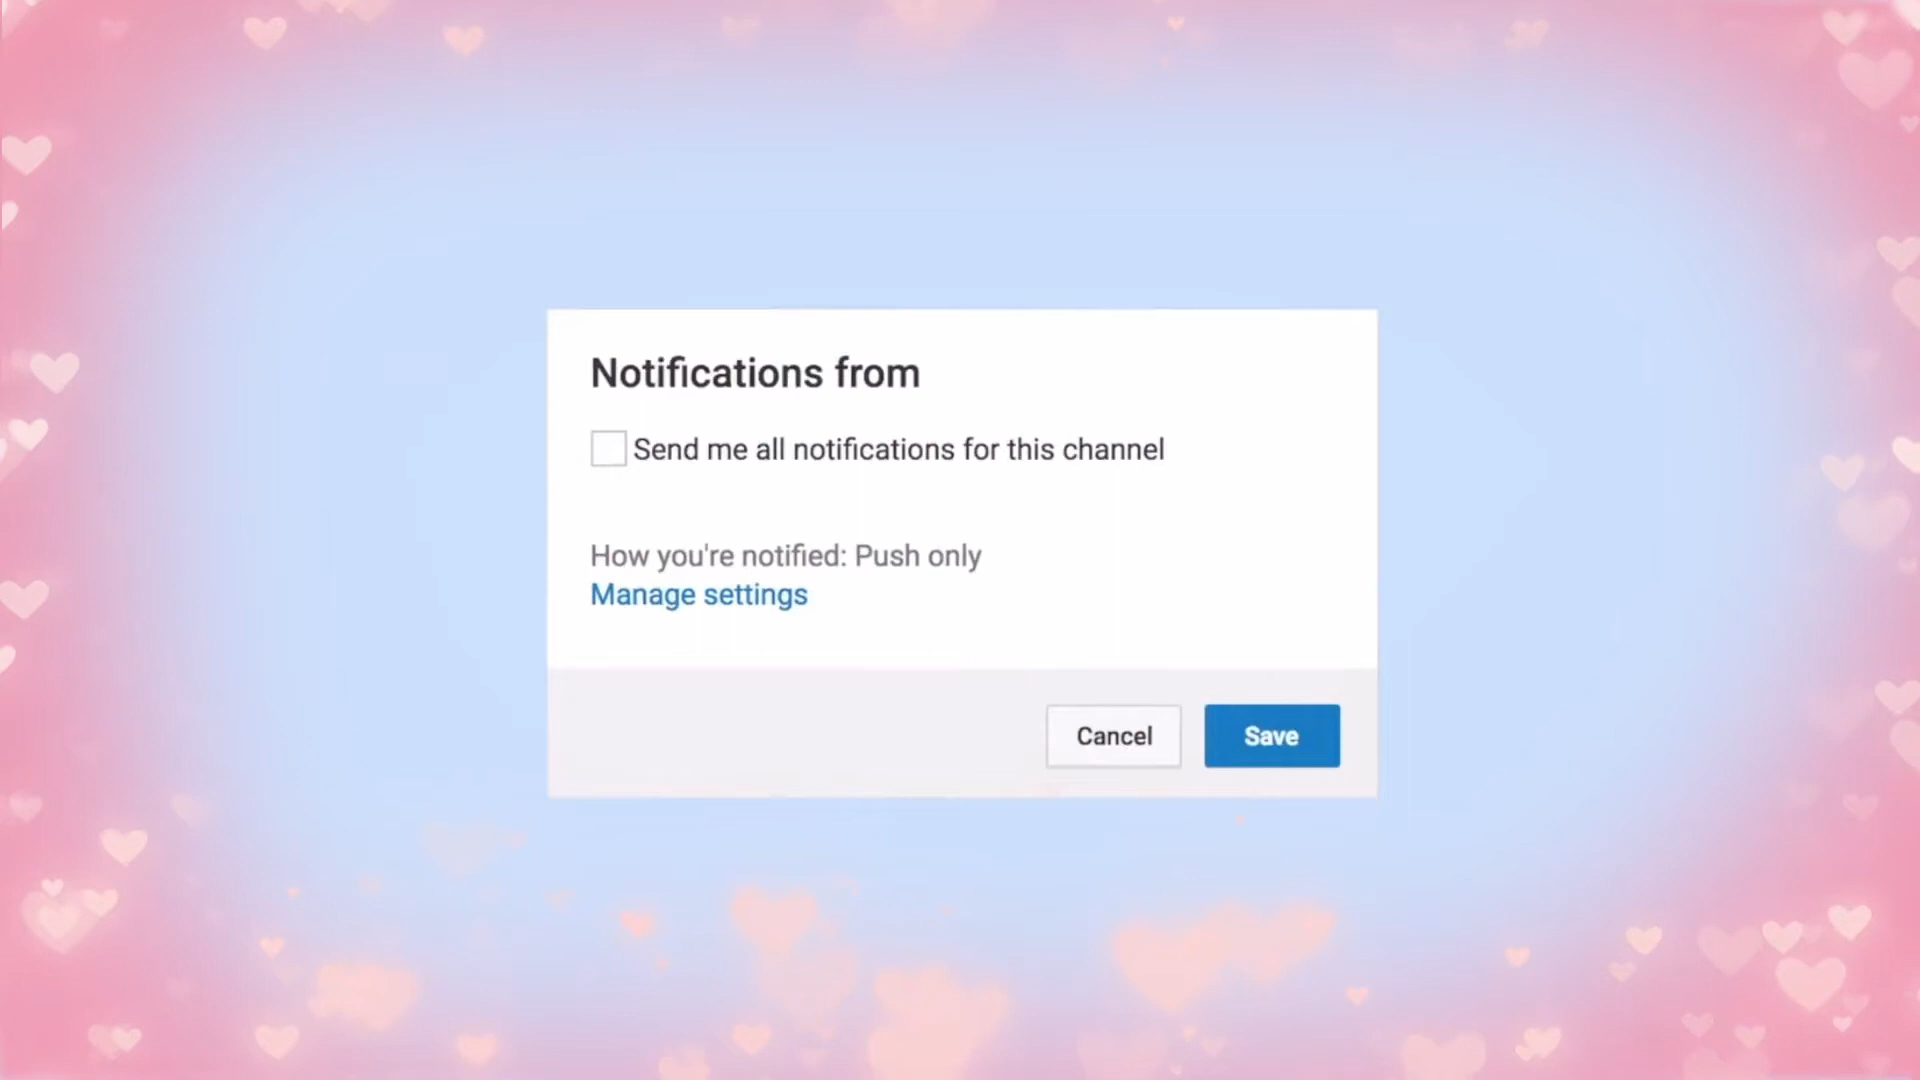 Notifications from
Send me all notifications for this channel
How you're notified: Push only
Manage settings
Cancel
Save